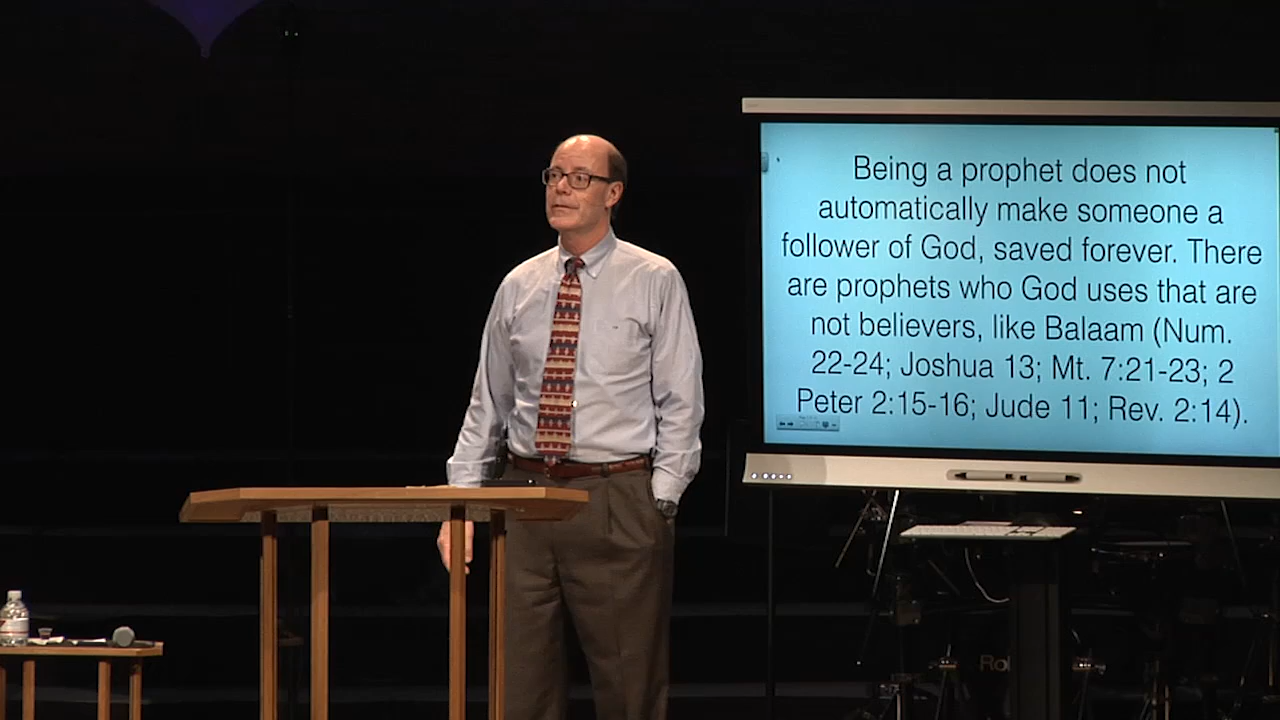 Being a prophet does not
automatically make someone a
follower of God, saved forever. There
are prophets who God uses that are
not believers, like Balaam (Num.
22-24; Joshua 13; Mt. 7:21-23; 2
Peter 2:15-16; Jude 11; Rev. 2:14).